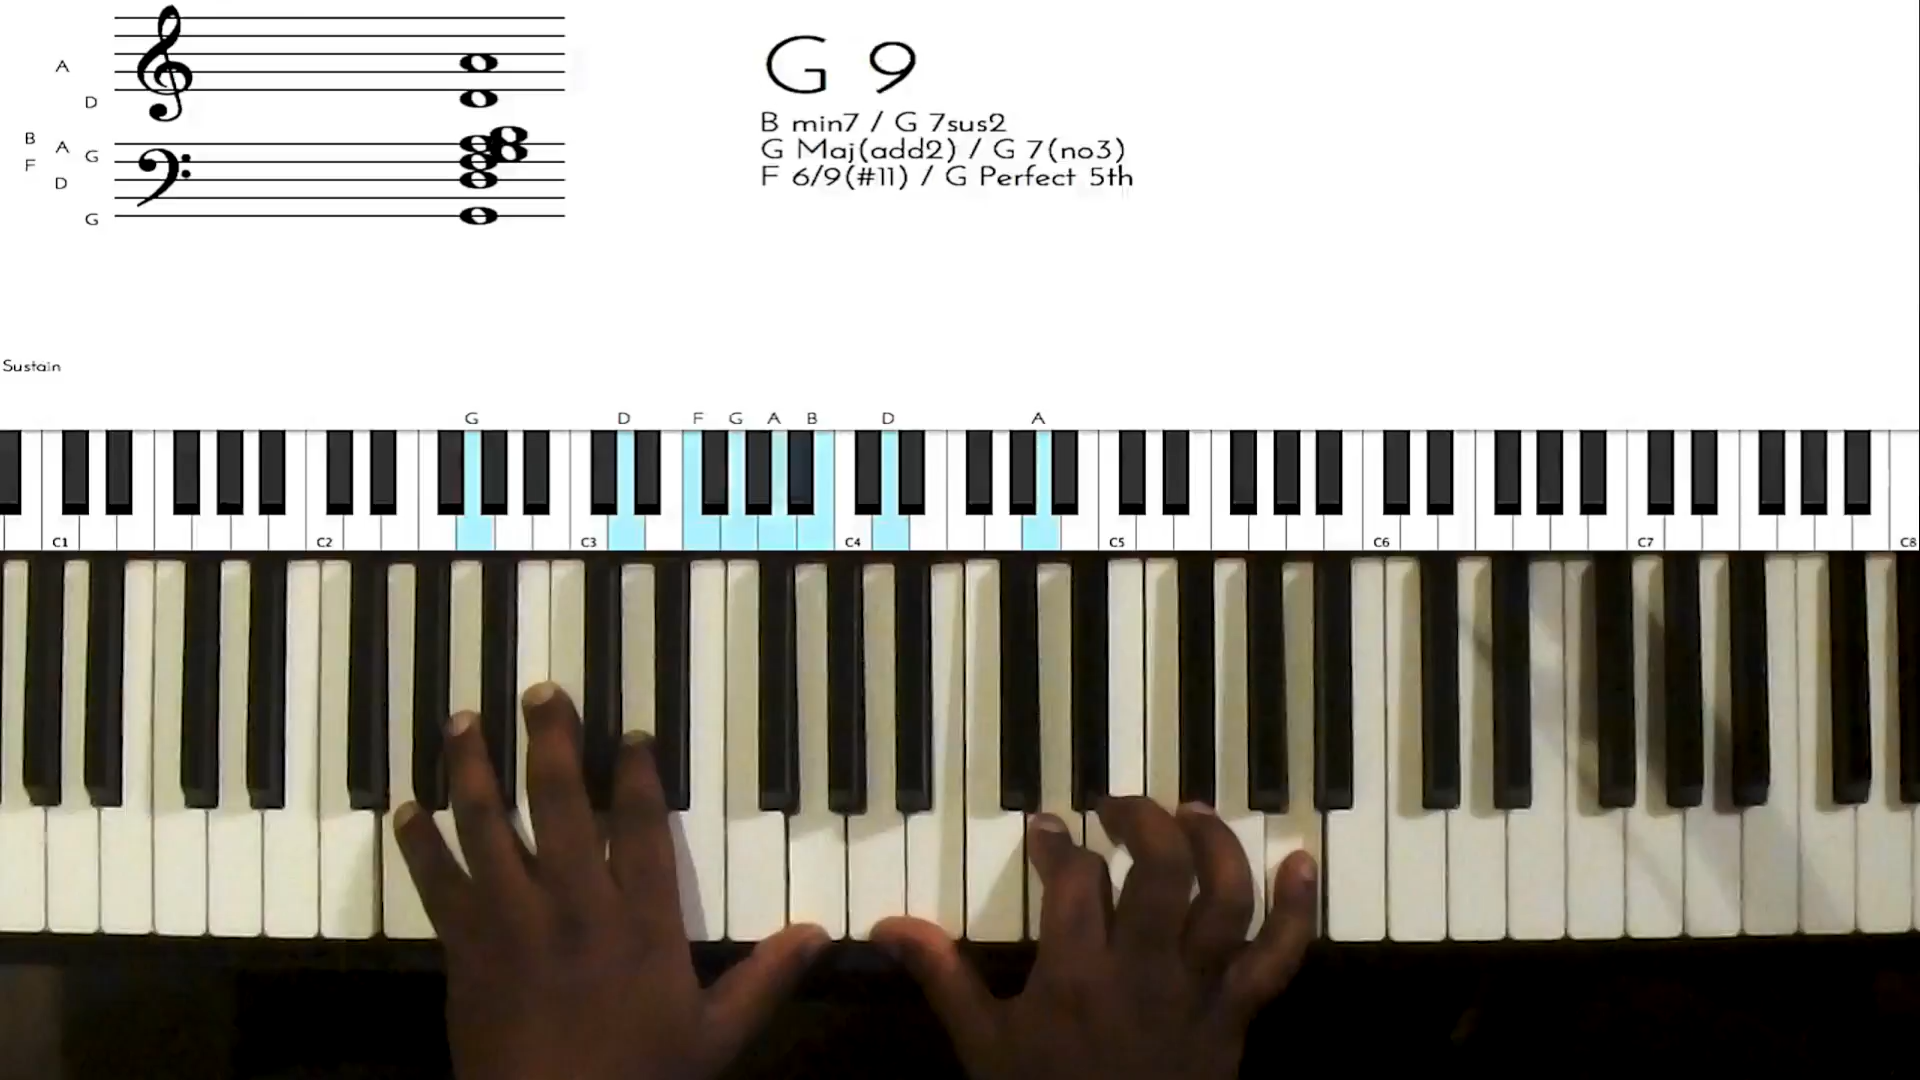 G 9
B min7 / G 7sus2
G Maj(add2) / G 7(no3)
F 6/9(#11) / G Perfect 5th
A
D
B A G
F D
G
Sustain
G D F G A B D A
C1 C2 C3 C4 C5 C6 C7 C8